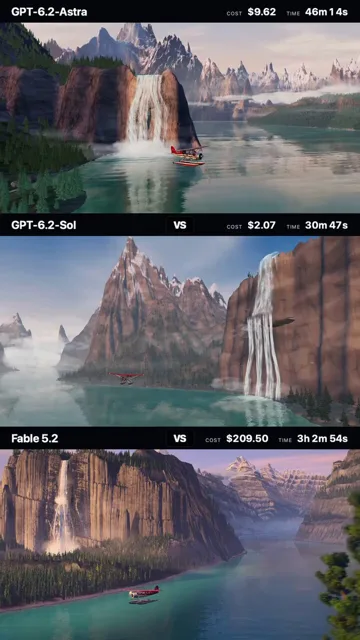 GPT-6.2-Astra COST $9.62 TIME 46m 14s
GPT-6.2-Sol VS COST $2.07 TIME 30m 47s
Fable 5.2 VS COST $209.50 TIME 3h 2m 54s